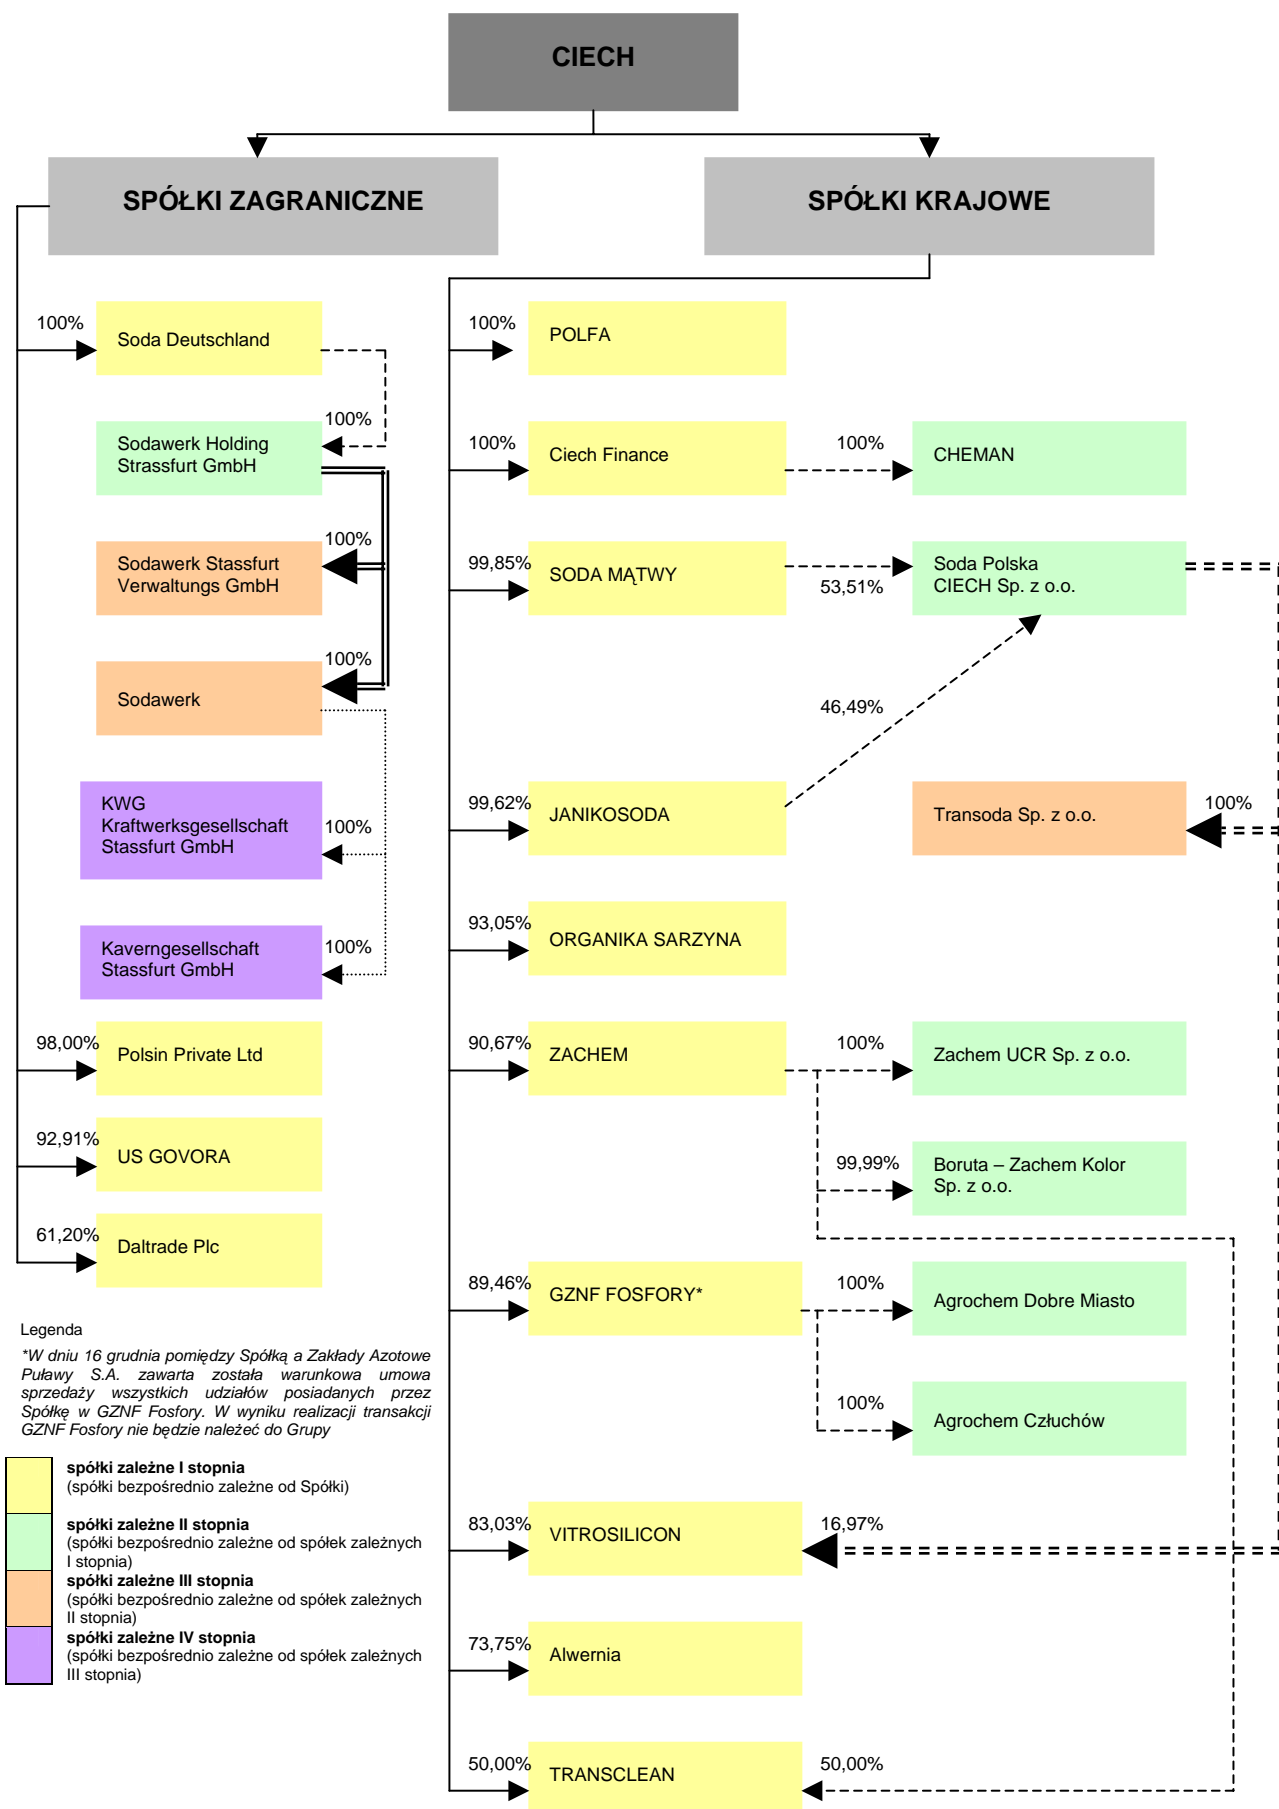 CIECH
SPÓŁKI ZAGRANICZNE
SPÓŁKI KRAJOWE
100%
Soda Deutschland
100%
Sodawerk Holding
Strassfurt GmbH
100%
Sodawerk Stassfurt
Verwaltungs GmbH
100%
Sodawerk
KWG
Kraftwerksgesellschaft
Stassfurt GmbH
100%
Kaverngesellschaft
Stassfurt GmbH
100%
98,00%
Polsin Private Ltd
92,91%
US GOVORA
61,20%
Daltrade Plc
100%
POLFA
100%
Ciech Finance
100%
CHEMAN
99,85%
SODA MĄTWY
53,51%
Soda Polska
CIECH Sp. z o.o.
46,49%
99,62%
JANIKOSODA
Transoda Sp. z o.o.
100%
93,05%
ORGANIKA SARZYNA
90,67%
ZACHEM
100%
Zachem UCR Sp. z o.o.
99,99%
Boruta – Zachem Kolor
Sp. z o.o.
89,46%
GZNF FOSFORY*
100%
Agrochem Dobre Miasto
100%
Agrochem Człuchów
83,03%
VITROSILICON
16,97%
73,75%
Alwernia
50,00%
TRANSCLEAN
50,00%
Legenda
*W dniu 16 grudnia pomiędzy Spółką a Zakłady Azotowe
Puławy S.A. zawarta została warunkowa umowa
sprzedaży wszystkich udziałów posiadanych przez
Spółkę w GZNF Fosfory. W wyniku realizacji transakcji
GZNF Fosfory nie będzie należeć do Grupy
spółki zależne I stopnia
(spółki bezpośrednio zależne od Spółki)
spółki zależne II stopnia
(spółki bezpośrednio zależne od spółek zależnych
I stopnia)
spółki zależne III stopnia
(spółki bezpośrednio zależne od spółek zależnych
II stopnia)
spółki zależne IV stopnia
(spółki bezpośrednio zależne od spółek zależnych
III stopnia)